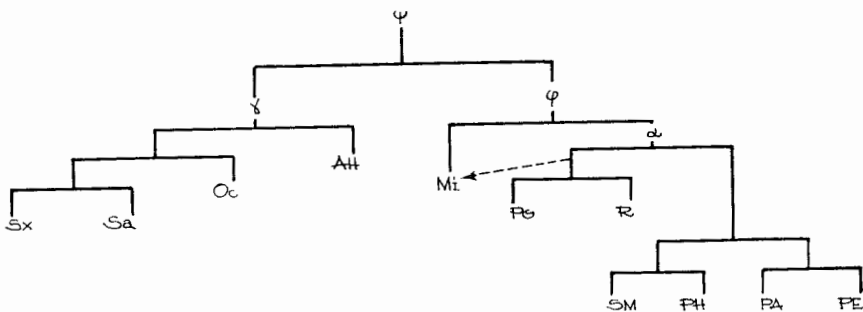 ψ
γ φ
α
AH
Mi
Oc
Pg R
Sx Sa
SM PH PA PE